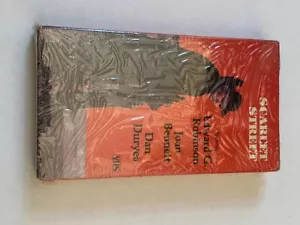 SCARLET
STREET
Edward G.
Robinson
Joan
Bennett
Dan
Duryea
VHS